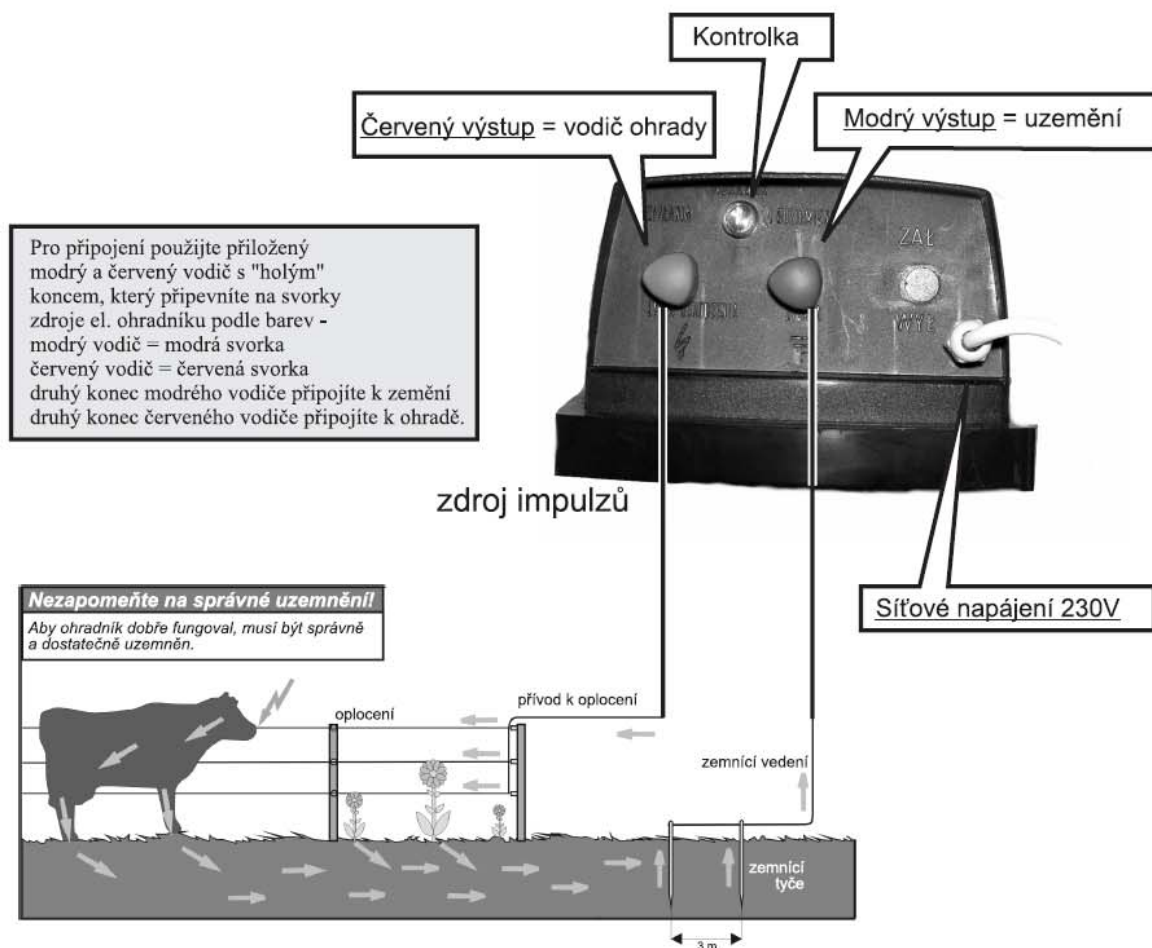 Kontrolka
Červený výstup = vodič ohrady
Modrý výstup = uzemění
ZAŁ
WYŁ
Pro připojení použijte přiložený
modrý a červený vodič s "holým"
koncem, který připevníte na svorky
zdroje el. ohradníku podle barev -
modrý vodič = modrá svorka
červený vodič = červená svorka
druhý konec modrého vodiče připojíte k zemění
druhý konec červeného vodiče připojíte k ohradě.
zdroj impulzů
Síťové napájení 230V
Nezapomeňte na správné uzemnění!
Aby ohradník dobře fungoval, musí být správně
a dostatečně uzemněn.
přívod k oplocení
oplocení
zemnící vedení
zemnící
tyče
3 m